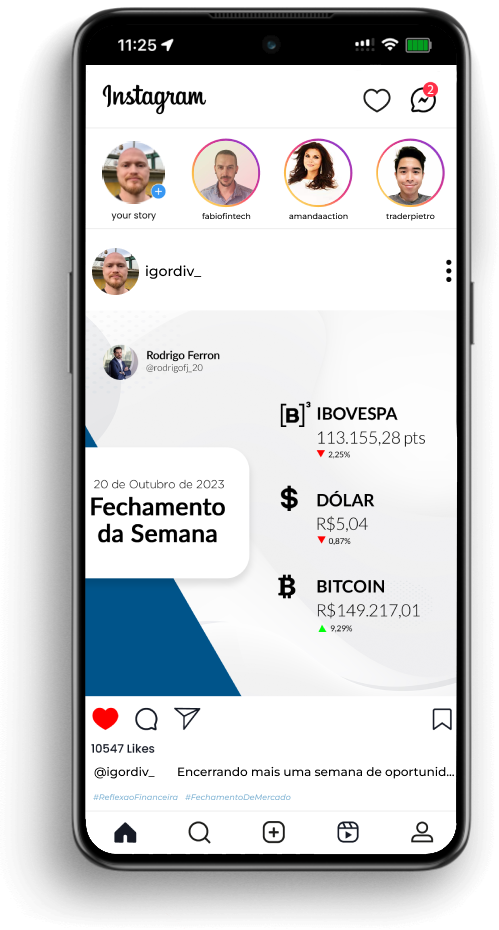 11:25
Instagram
2
your story
fabiofintech
amandaaction
traderpietro
igordiv_
Rodrigo Ferron
@rodrigofj_20
[B]³ IBOVESPA
113.155,28 pts
2,25%
20 de Outubro de 2023
Fechamento
da Semana
$ DÓLAR
R$5,04
0,87%
₿ BITCOIN
R$149.217,01
9,29%
10547 Likes
@igordiv_ Encerrando mais uma semana de oportunid...
#ReflexaoFinanceira #FechamentoDeMercado